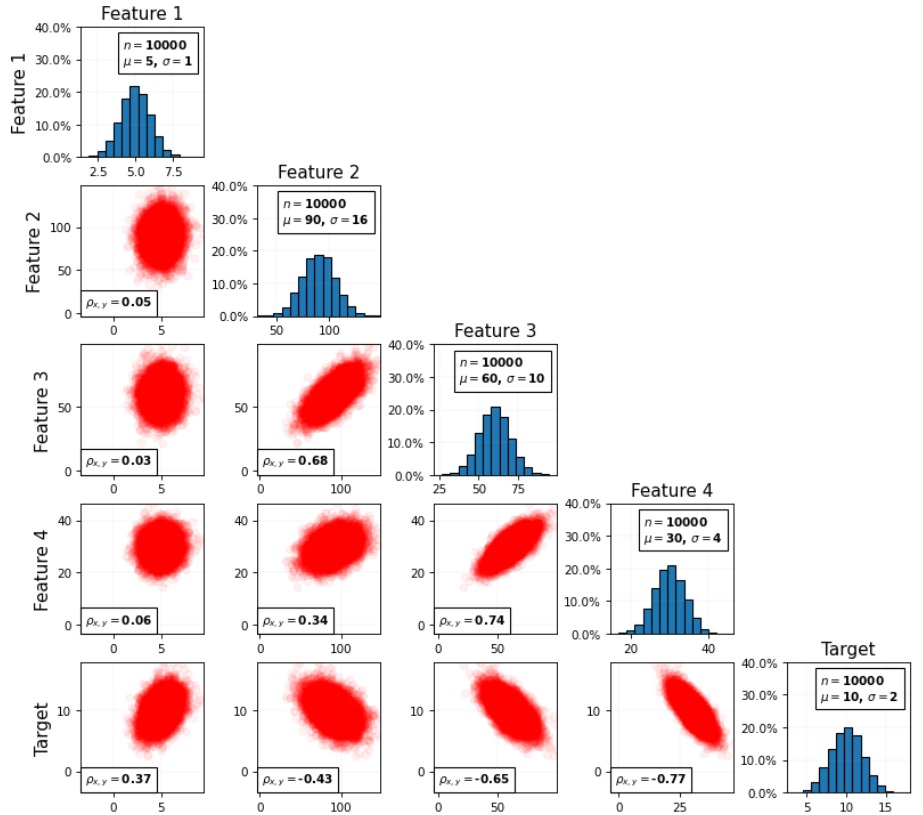 Feature 1
Feature 1
40.0%
30.0%
20.0%
10.0%
0.0%
n = 10000
μ = 5, σ = 1
2.5 5.0 7.5
Feature 2
Feature 2
100
50
0
ρx, y = 0.05
0 5
40.0%
30.0%
20.0%
10.0%
0.0%
n = 10000
μ = 90, σ = 16
50 100
Feature 3
Feature 3
50
0
ρx, y = 0.03
0 5
ρx, y = 0.68
0 100
40.0%
30.0%
20.0%
10.0%
0.0%
n = 10000
μ = 60, σ = 10
25 50 75
Feature 4
Feature 4
40
20
0
ρx, y = 0.06
0 5
40
20
0
ρx, y = 0.34
0 100
40
20
0
ρx, y = 0.74
0 50
40.0%
30.0%
20.0%
10.0%
0.0%
n = 10000
μ = 30, σ = 4
20 40
Target
Target
10
0
ρx, y = 0.37
0 5
10
0
ρx, y = -0.43
0 100
10
0
ρx, y = -0.65
0 50
10
0
ρx, y = -0.77
0 25
40.0%
30.0%
20.0%
10.0%
0.0%
n = 10000
μ = 10, σ = 2
5 10 15